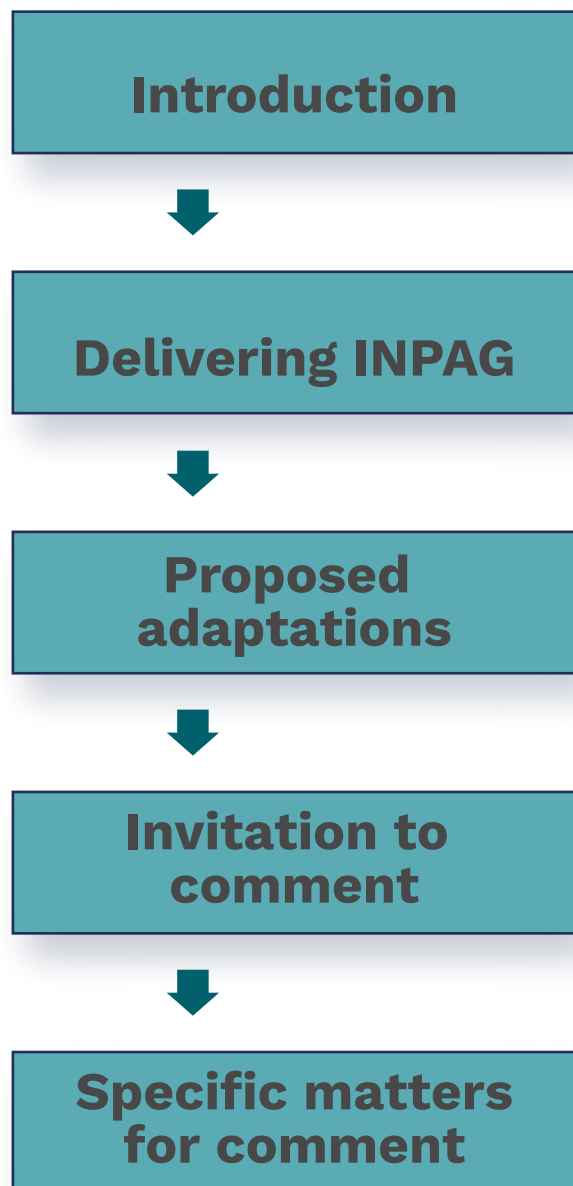 Introduction
Delivering INPAG
Proposed
adaptations
Invitation to
comment
Specific matters
for comment